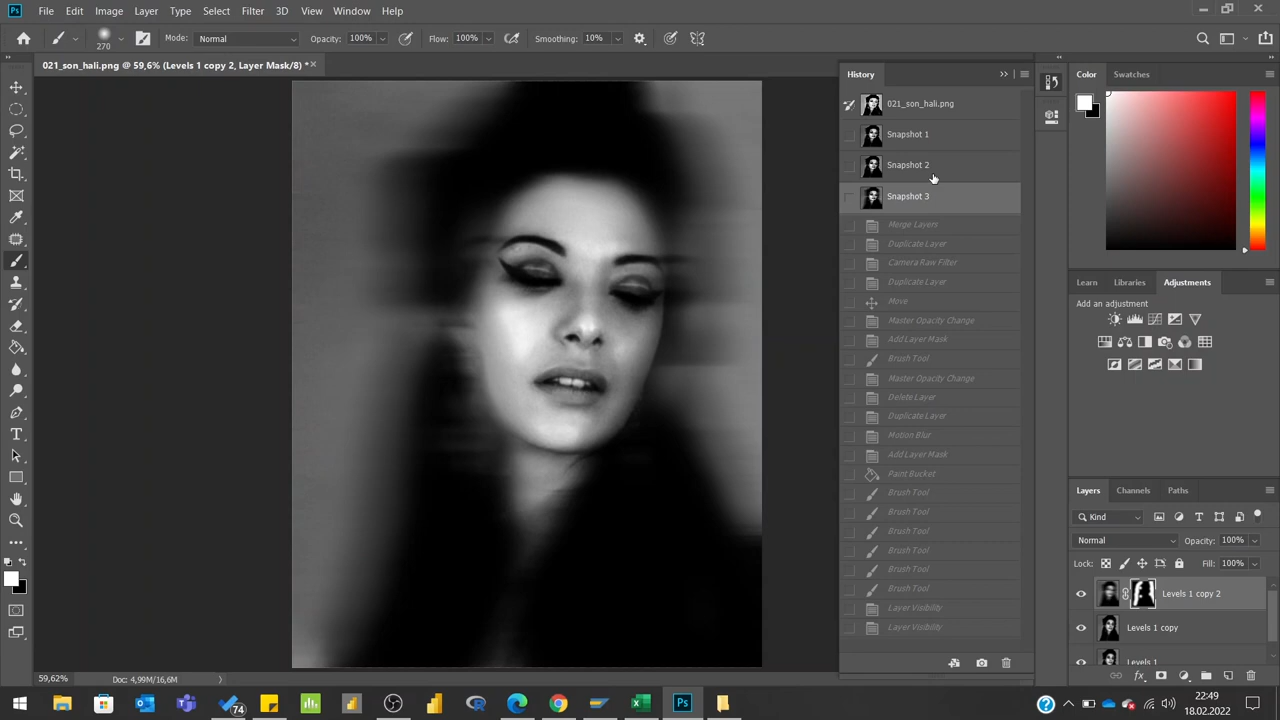 Ps File Edit Image Layer Type Select Filter 3D View Window Help
270 Mode: Normal Opacity: 100% Flow: 100% Smoothing: 10%
021_son_hali.png @ 59,6% (Levels 1 copy 2, Layer Mask/8) *
History
021_son_hali.png
Snapshot 1
Snapshot 2
Snapshot 3
Merge Layers
Duplicate Layer
Camera Raw Filter
Duplicate Layer
Move
Master Opacity Change
Add Layer Mask
Brush Tool
Master Opacity Change
Delete Layer
Duplicate Layer
Motion Blur
Add Layer Mask
Paint Bucket
Brush Tool
Brush Tool
Brush Tool
Brush Tool
Brush Tool
Brush Tool
Layer Visibility
Layer Visibility
Color Swatches
Learn Libraries Adjustments
Add an adjustment
Layers Channels Paths
Kind
Normal Opacity: 100%
Lock: Fill: 100%
Levels 1 copy 2
Levels 1 copy
Levels 1
59,62% Doc: 4,99M/16,6M
74
Ps
22:49
18.02.2022